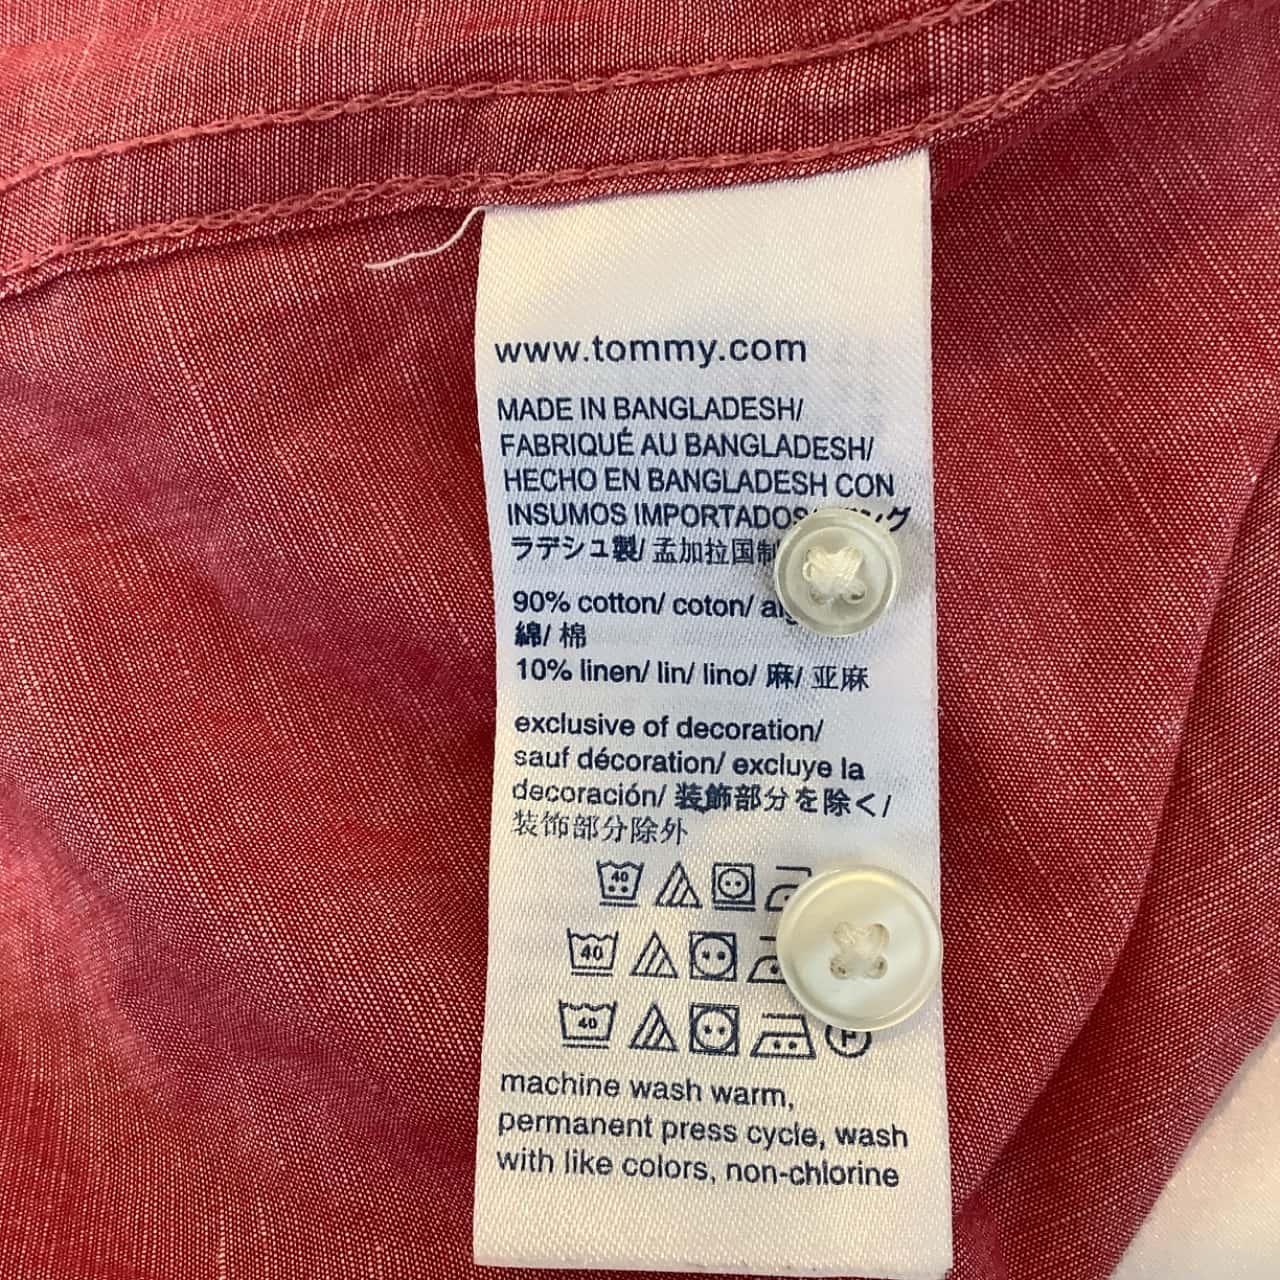 www.tommy.com
MADE IN BANGLADESH/
FABRIQUÉ AU BANGLADESH/
HECHO EN BANGLADESH CON
INSUMOS IMPORTADOS/
ラデシュ製/ 孟加拉国制
90% cotton/ coton/
綿/ 棉
10% linen/ lin/ lino/ 麻/ 亚麻
exclusive of decoration/
sauf décoration/ excluye la
decoración/ 装飾部分を除く/
装饰部分除外
40
40
40 P
machine wash warm,
permanent press cycle, wash
with like colors, non-chlorine